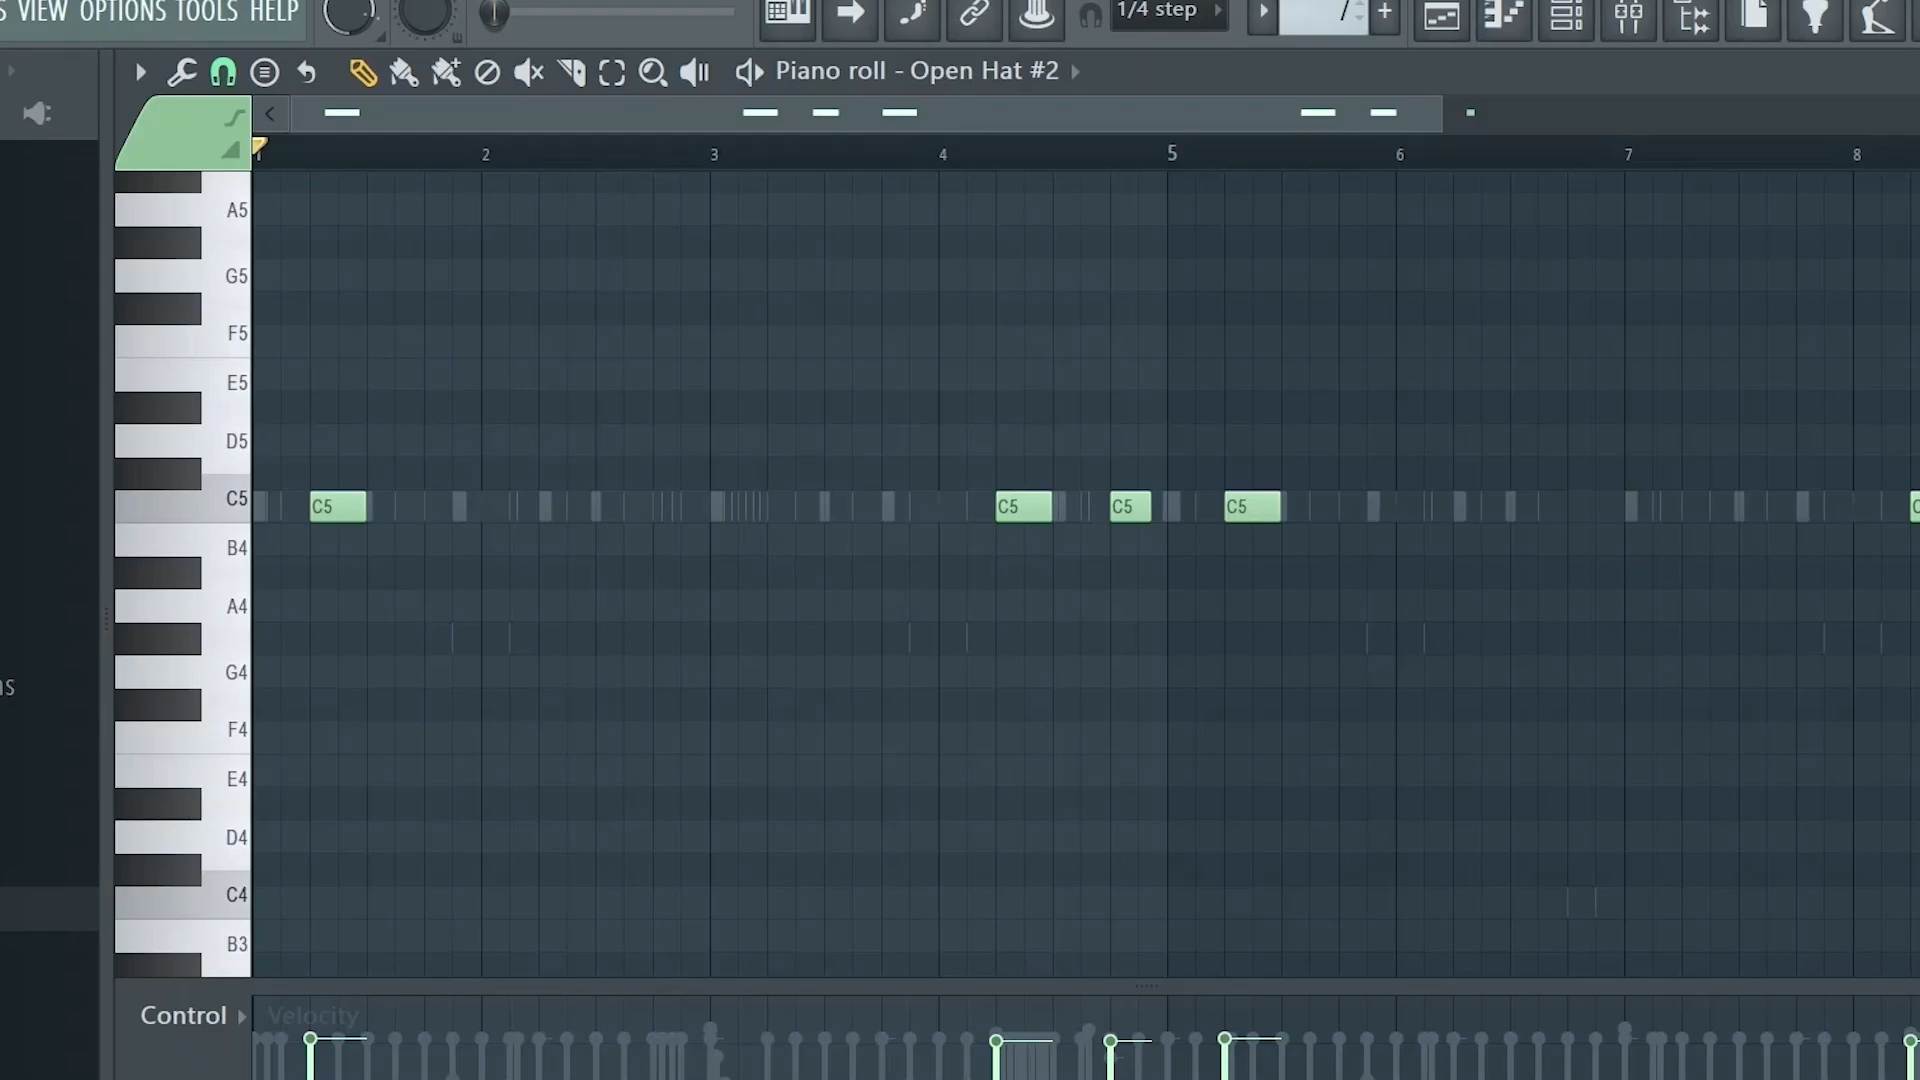 VIEW OPTIONS TOOLS HELP
1/4 step
Piano roll - Open Hat #2
1 2 3 4 5 6 7 8
A5
G5
F5
E5
D5
C5 C5 C5 C5 C5
B4
A4
ns
G4
F4
E4
D4
C4
B3
Control Velocity